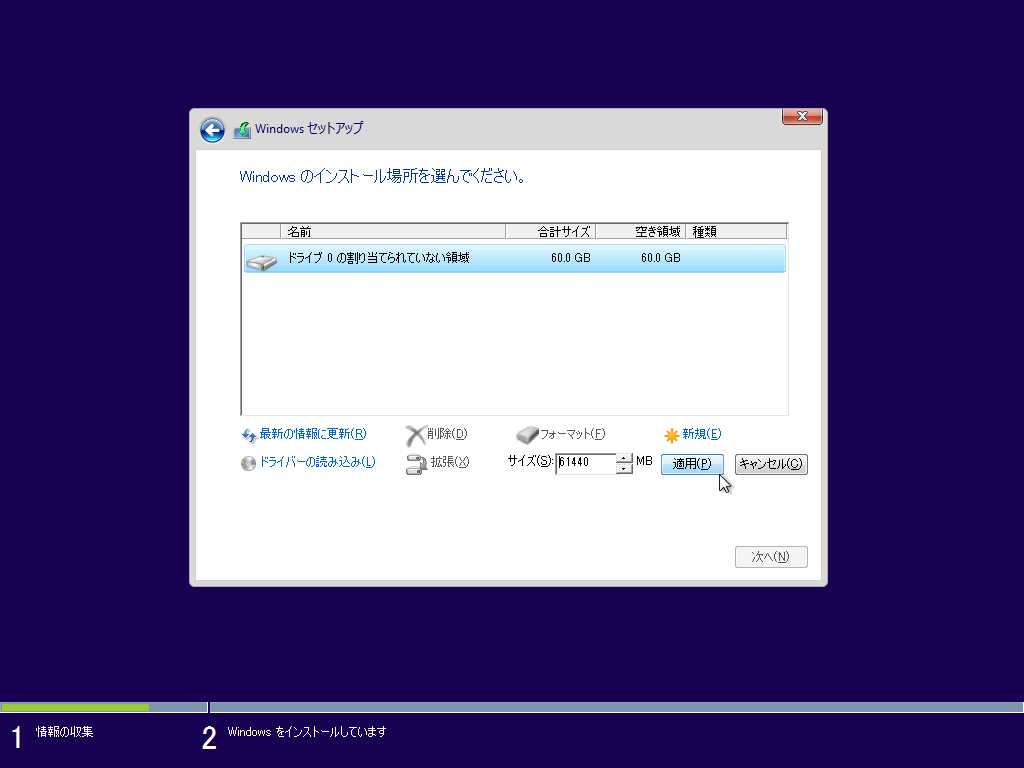 Windows セットアップ
Windows のインストール場所を選んでください。
名前 合計サイズ 空き領域 種類
ドライブ 0 の割り当てられていない領域 60.0 GB 60.0 GB
最新の情報に更新(R) 削除(D) フォーマット(F) 新規(E)
ドライバーの読み込み(L) 拡張(X) サイズ(S): 61440 MB 適用(P) キャンセル(C)
次へ(N)
1 情報の収集 2 Windows をインストールしています